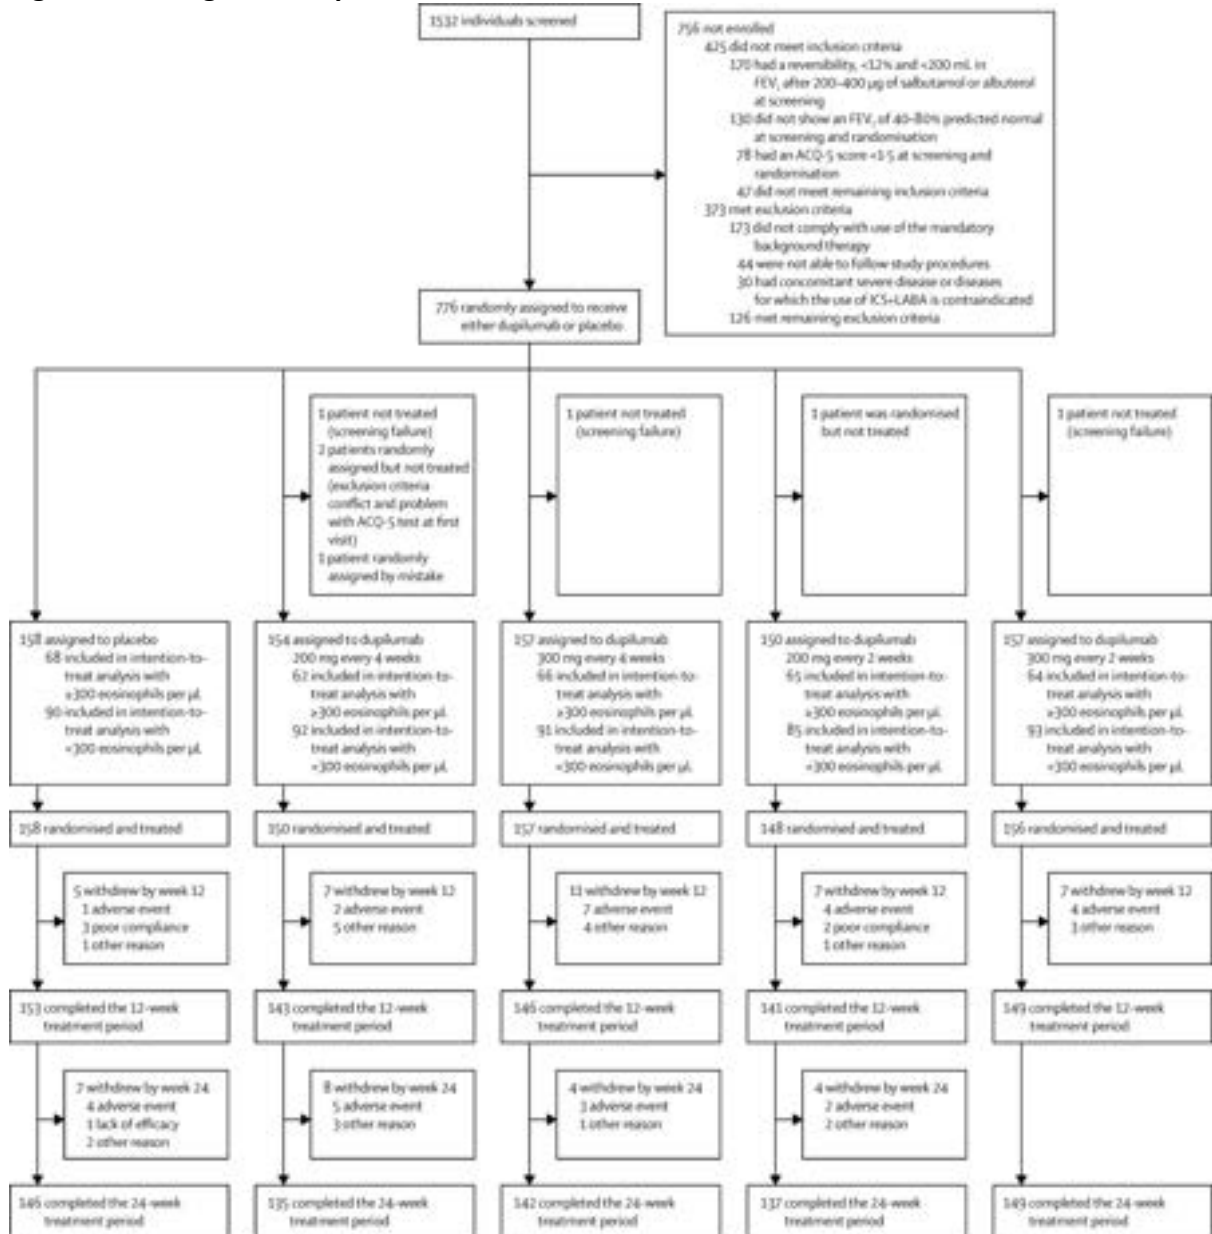 1532 individuals screened
756 not enrolled
425 did not meet inclusion criteria
170 had a reversibility, <12% and <200 mL in
FEV₁ after 200–400 µg of salbutamol or albuterol
at screening
130 did not show an FEV₁ of 40–80% predicted normal
at screening and randomisation
78 had an ACQ-5 score <1·5 at screening and
randomisation
47 did not meet remaining inclusion criteria
373 met exclusion criteria
173 did not comply with use of the mandatory
background therapy
44 were not able to follow study procedures
30 had concomitant severe disease or diseases
for which the use of ICS+LABA is contraindicated
126 met remaining exclusion criteria
776 randomly assigned to receive
either dupilumab or placebo
1 patient not treated
(screening failure)
2 patients randomly
assigned but not treated
(exclusion criteria
conflict and problem
with ACQ-5 test at first
visit)
1 patient randomly
assigned by mistake
1 patient not treated
(screening failure)
1 patient was randomised
but not treated
1 patient not treated
(screening failure)
158 assigned to placebo
68 included in intention-to-
treat analysis with
≥300 eosinophils per µL
90 included in intention-to-
treat analysis with
<300 eosinophils per µL
154 assigned to dupilumab
200 mg every 4 weeks
62 included in intention-to-
treat analysis with
≥300 eosinophils per µL
92 included in intention-to-
treat analysis with
<300 eosinophils per µL
157 assigned to dupilumab
300 mg every 4 weeks
66 included in intention-to-
treat analysis with
≥300 eosinophils per µL
91 included in intention-to-
treat analysis with
<300 eosinophils per µL
150 assigned to dupilumab
200 mg every 2 weeks
65 included in intention-to-
treat analysis with
≥300 eosinophils per µL
85 included in intention-to-
treat analysis with
<300 eosinophils per µL
157 assigned to dupilumab
300 mg every 2 weeks
64 included in intention-to-
treat analysis with
≥300 eosinophils per µL
93 included in intention-to-
treat analysis with
<300 eosinophils per µL
158 randomised and treated
150 randomised and treated
157 randomised and treated
148 randomised and treated
156 randomised and treated
5 withdrew by week 12
1 adverse event
3 poor compliance
1 other reason
7 withdrew by week 12
2 adverse event
5 other reason
11 withdrew by week 12
7 adverse event
4 other reason
7 withdrew by week 12
4 adverse event
2 poor compliance
1 other reason
7 withdrew by week 12
4 adverse event
3 other reason
153 completed the 12-week
treatment period
143 completed the 12-week
treatment period
146 completed the 12-week
treatment period
141 completed the 12-week
treatment period
149 completed the 12-week
treatment period
7 withdrew by week 24
4 adverse event
1 lack of efficacy
2 other reason
8 withdrew by week 24
5 adverse event
3 other reason
4 withdrew by week 24
3 adverse event
1 other reason
4 withdrew by week 24
2 adverse event
2 other reason
146 completed the 24-week
treatment period
135 completed the 24-week
treatment period
142 completed the 24-week
treatment period
137 completed the 24-week
treatment period
149 completed the 24-week
treatment period